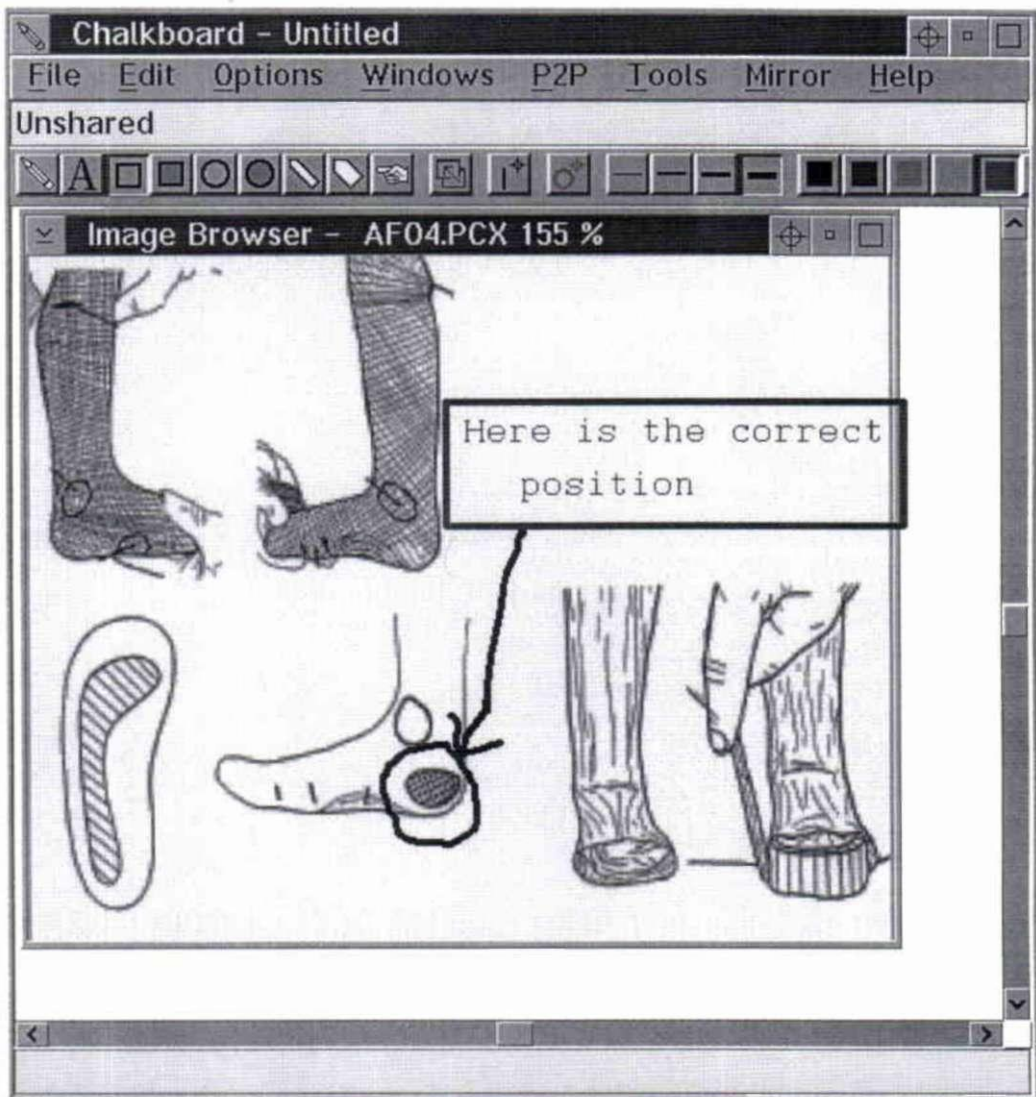 Chalkboard - Untitled
File Edit Options Windows P2P Tools Mirror Help
Unshared
A
Image Browser - AF04.PCX 155 %
Here is the correct
position